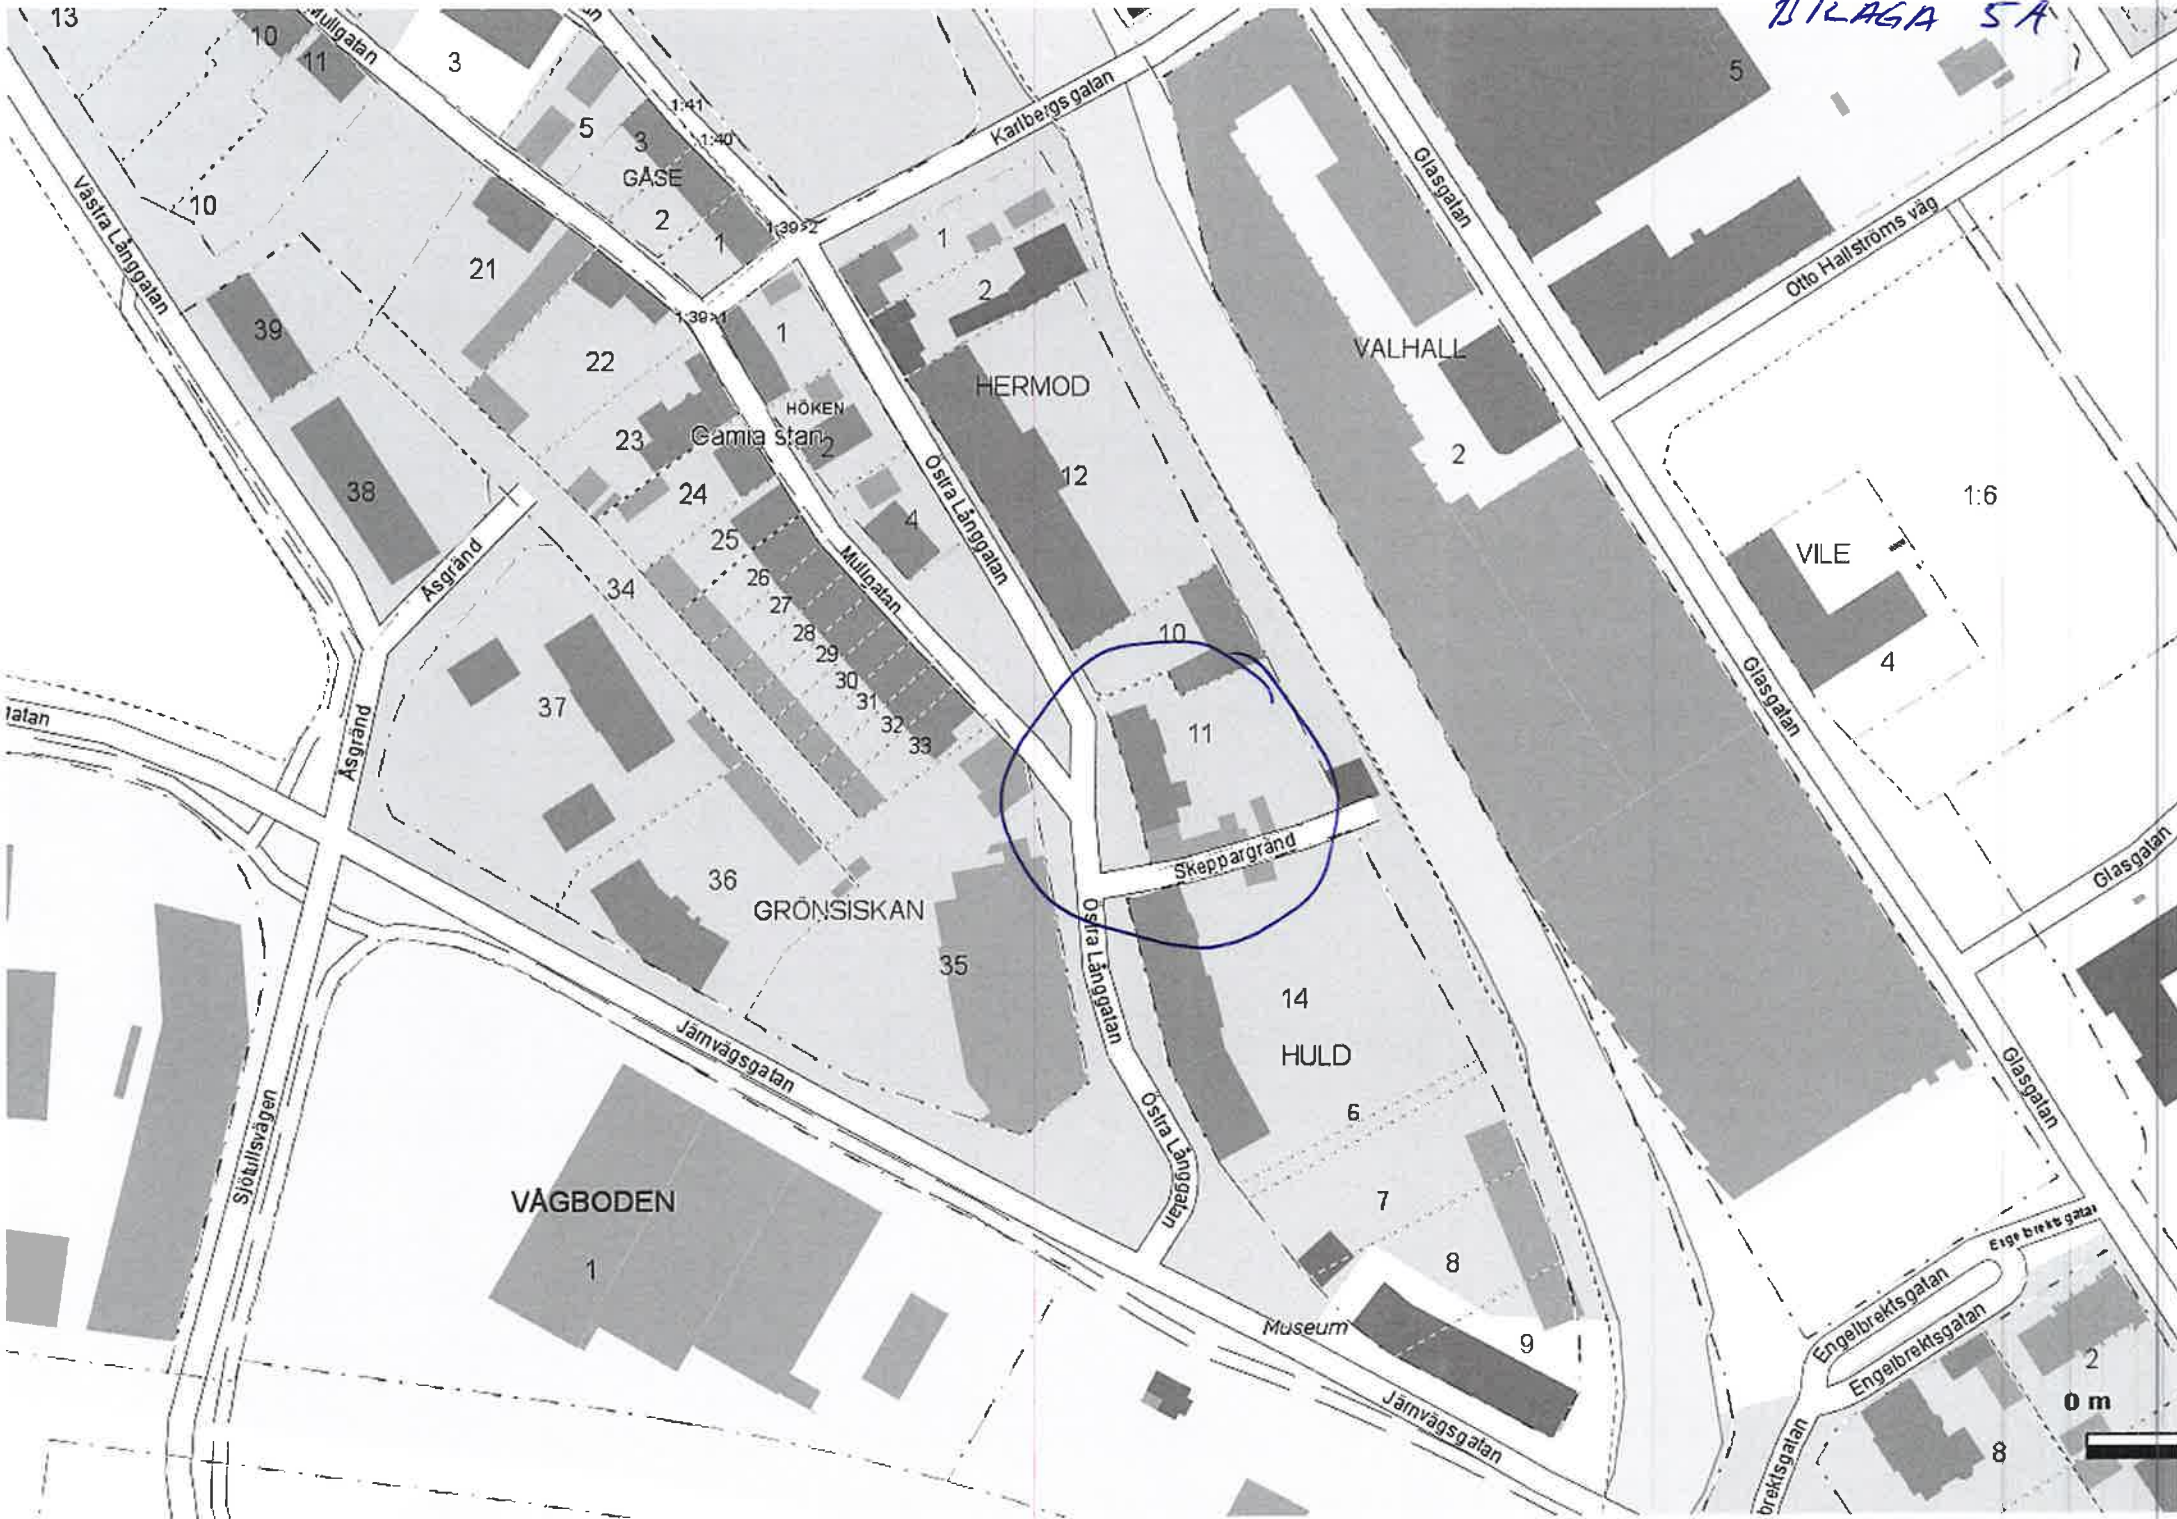 BILAGA 5A
13
10
11
Mullgatan
3
5
1:41
1:40
3
GÅSE
2
1
1:39>2
Karlbergsgatan
5
Glasgatan
Otto Hallströms väg
10
Västra Långgatan
21
39
22
1:39>1
1
1
2
HERMOD
VALHALL
2
38
23
HÖKEN
Gamla stan
2
24
12
Östra Långgatan
4
25
26
27
28
29
30
31
32
33
Mullgatan
1:6
VILE
4
Åsgränd
34
37
10
11
Glasgatan
gatan
Åsgränd
36
GRÖNSISKAN
35
Skeppargränd
Östra Långgatan
14
HULD
6
7
8
9
Glasgatan
Glasgatan
Järnvägsgatan
Östra Långgatan
Sjötullsvägen
VÅGBODEN
1
Museum
Järnvägsgatan
Engelbrektsgatan
Engelbrektsgatan
Engelbrektsgatan
brektsgatan
2
0 m
8